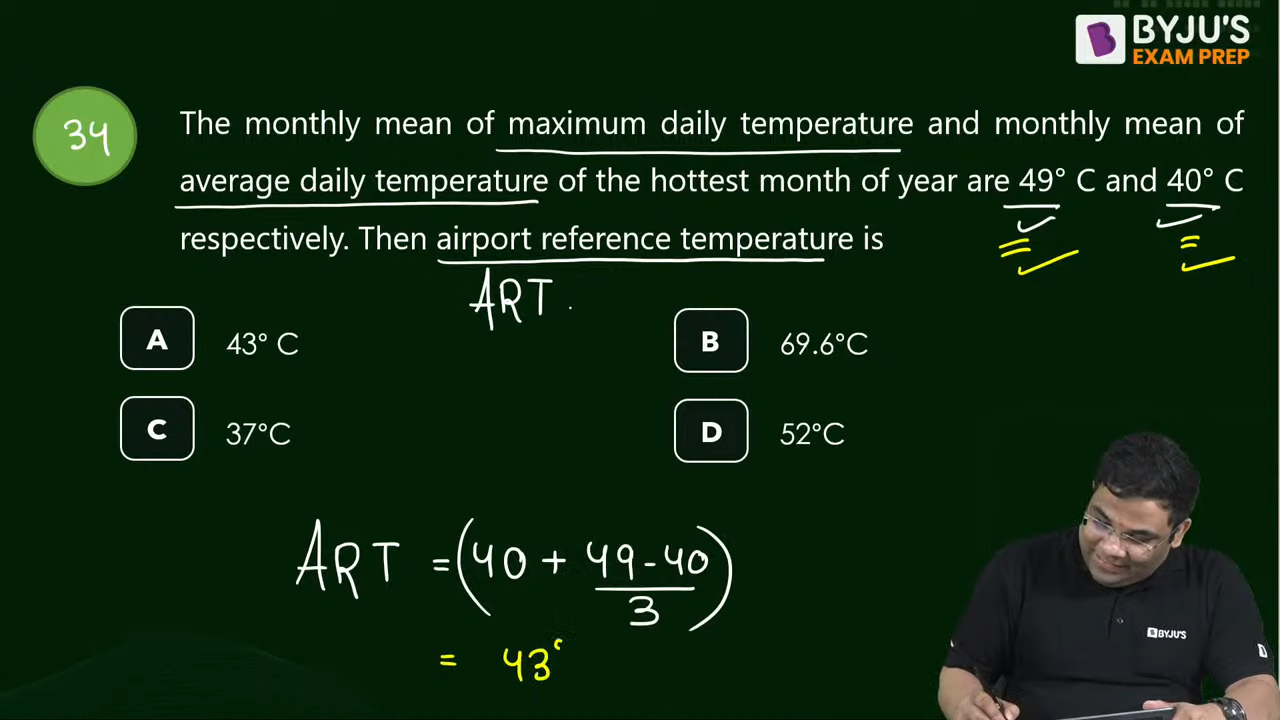 BYJU'S
EXAM PREP
34
The monthly mean of maximum daily temperature and monthly mean of
average daily temperature of the hottest month of year are 49° C and 40° C
respectively. Then airport reference temperature is
ART
A 43° C
B 69.6°C
C 37°C
D 52°C
ART = (40 + 49-40/3)
= 43°
BYJU'S